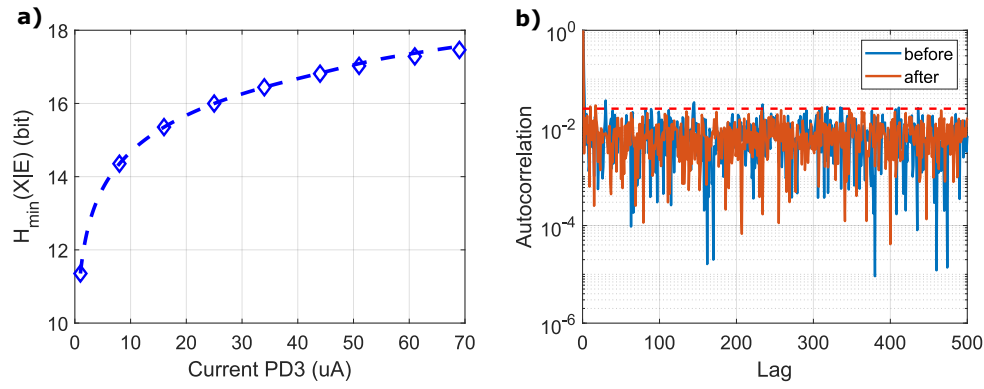 a)
18
16
14
12
10
H_min(X|E) (bit)
0 10 20 30 40 50 60 70
Current PD3 (uA)
b)
10^0
10^-2
10^-4
10^-6
Autocorrelation
before
after
0 100 200 300 400 500
Lag